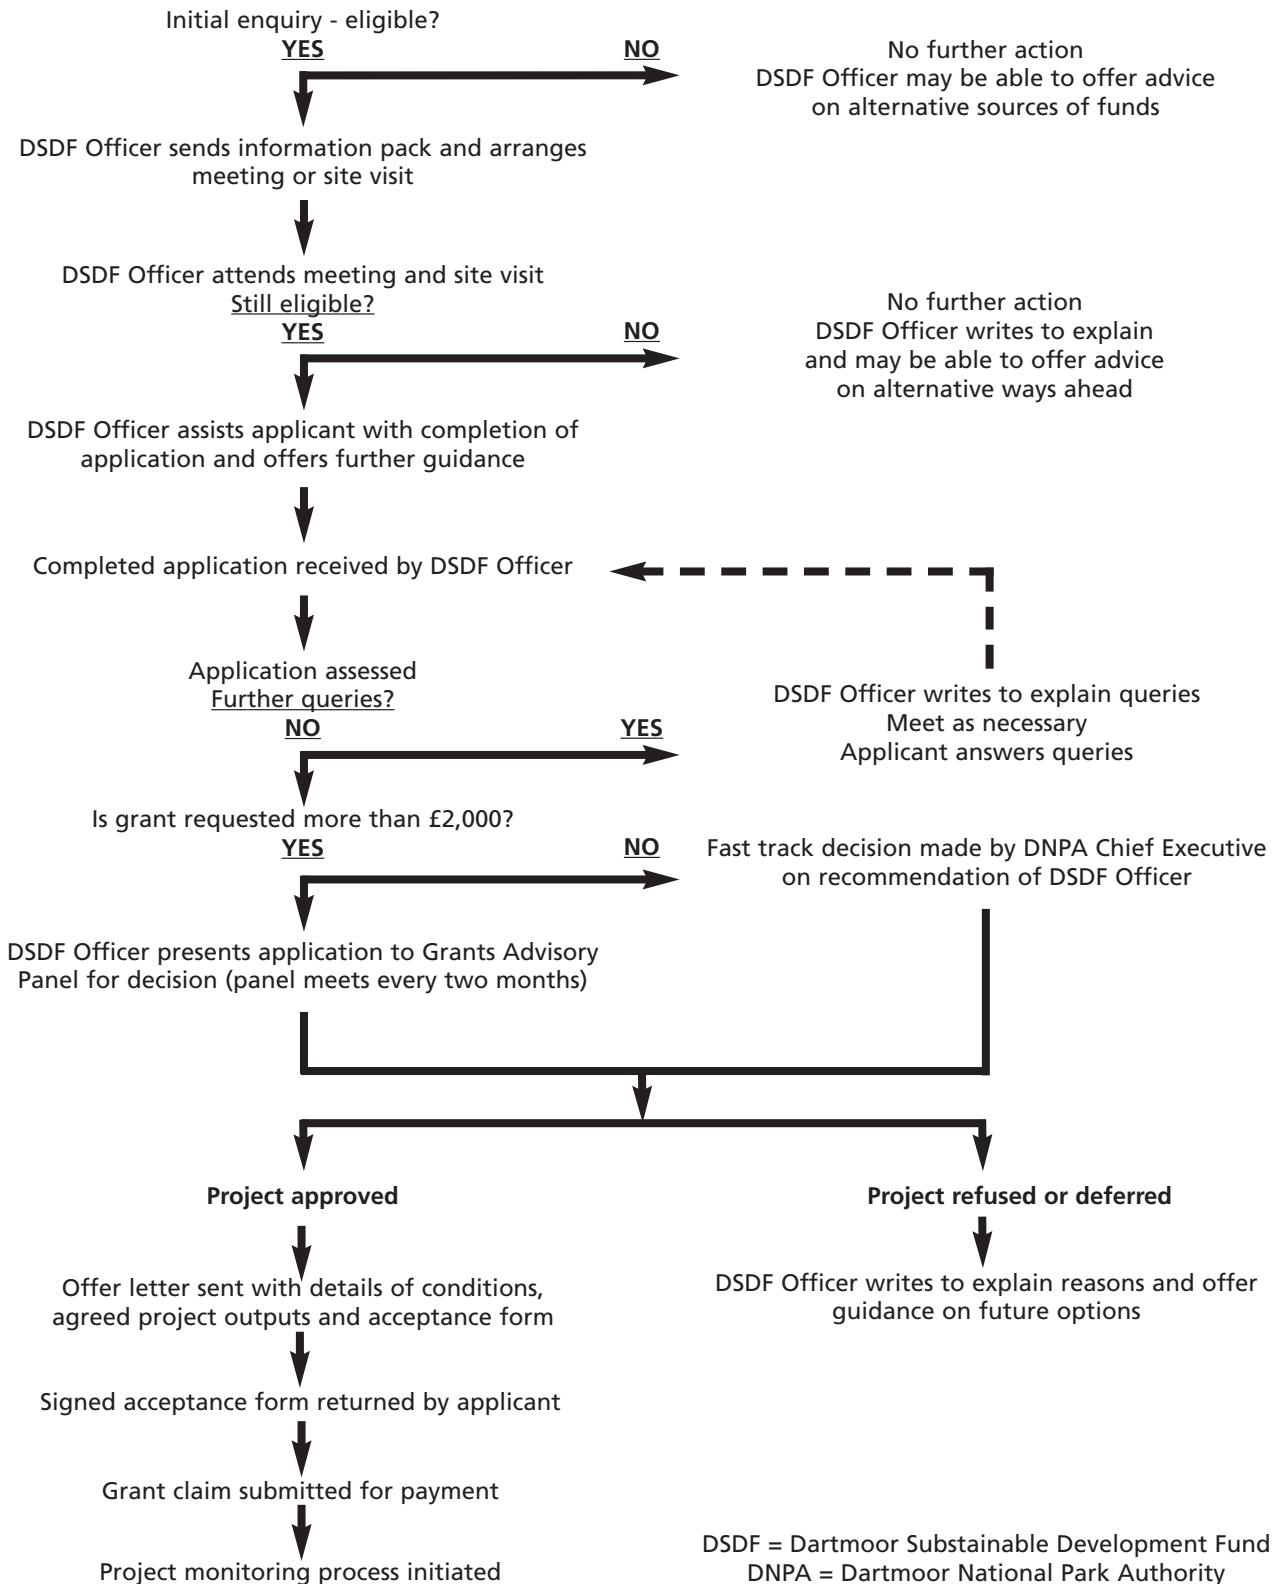 Initial enquiry - eligible?
YES
NO
No further action
DSDF Officer may be able to offer advice
on alternative sources of funds
DSDF Officer sends information pack and arranges
meeting or site visit
DSDF Officer attends meeting and site visit
Still eligible?
YES
NO
No further action
DSDF Officer writes to explain
and may be able to offer advice
on alternative ways ahead
DSDF Officer assists applicant with completion of
application and offers further guidance
Completed application received by DSDF Officer
Application assessed
Further queries?
NO
YES
DSDF Officer writes to explain queries
Meet as necessary
Applicant answers queries
Is grant requested more than £2,000?
YES
NO
Fast track decision made by DNPA Chief Executive
on recommendation of DSDF Officer
DSDF Officer presents application to Grants Advisory
Panel for decision (panel meets every two months)
Project approved
Project refused or deferred
Offer letter sent with details of conditions,
agreed project outputs and acceptance form
DSDF Officer writes to explain reasons and offer
guidance on future options
Signed acceptance form returned by applicant
Grant claim submitted for payment
Project monitoring process initiated
DSDF = Dartmoor Substainable Development Fund
DNPA = Dartmoor National Park Authority